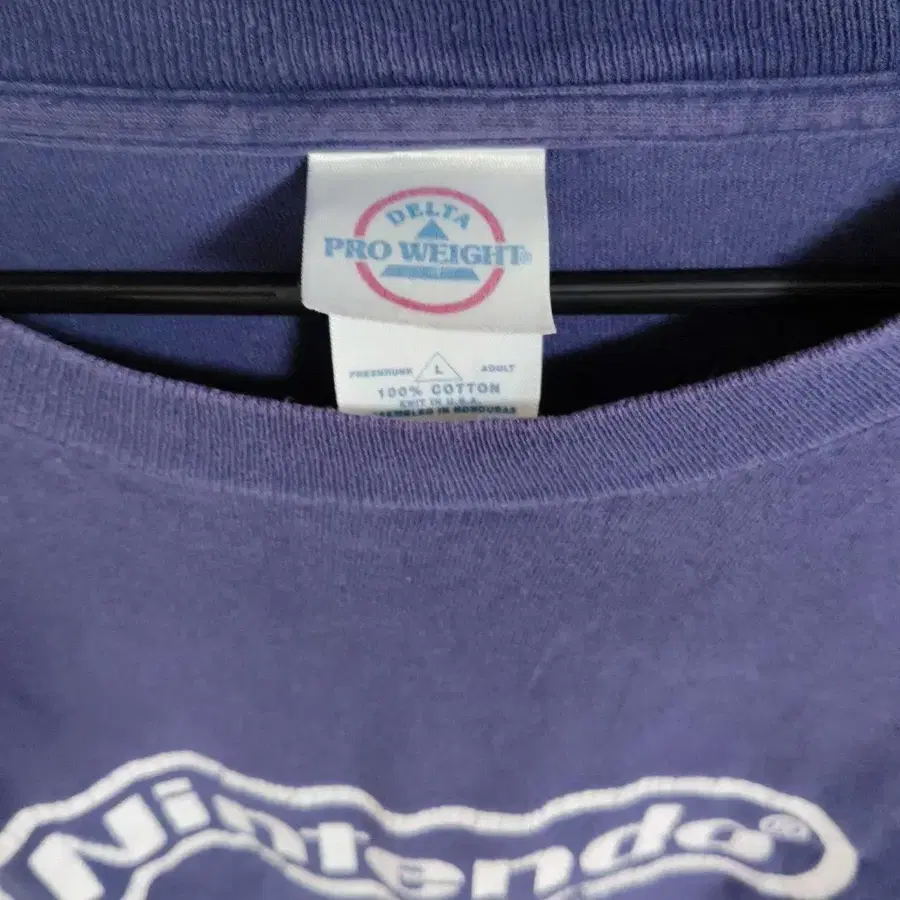 DELTA
PRO WEIGHT®
PRESHRUNK L ADULT
100% COTTON
KNIT IN U.S.A.
ASSEMBLED IN HONDURAS
Nintendo®